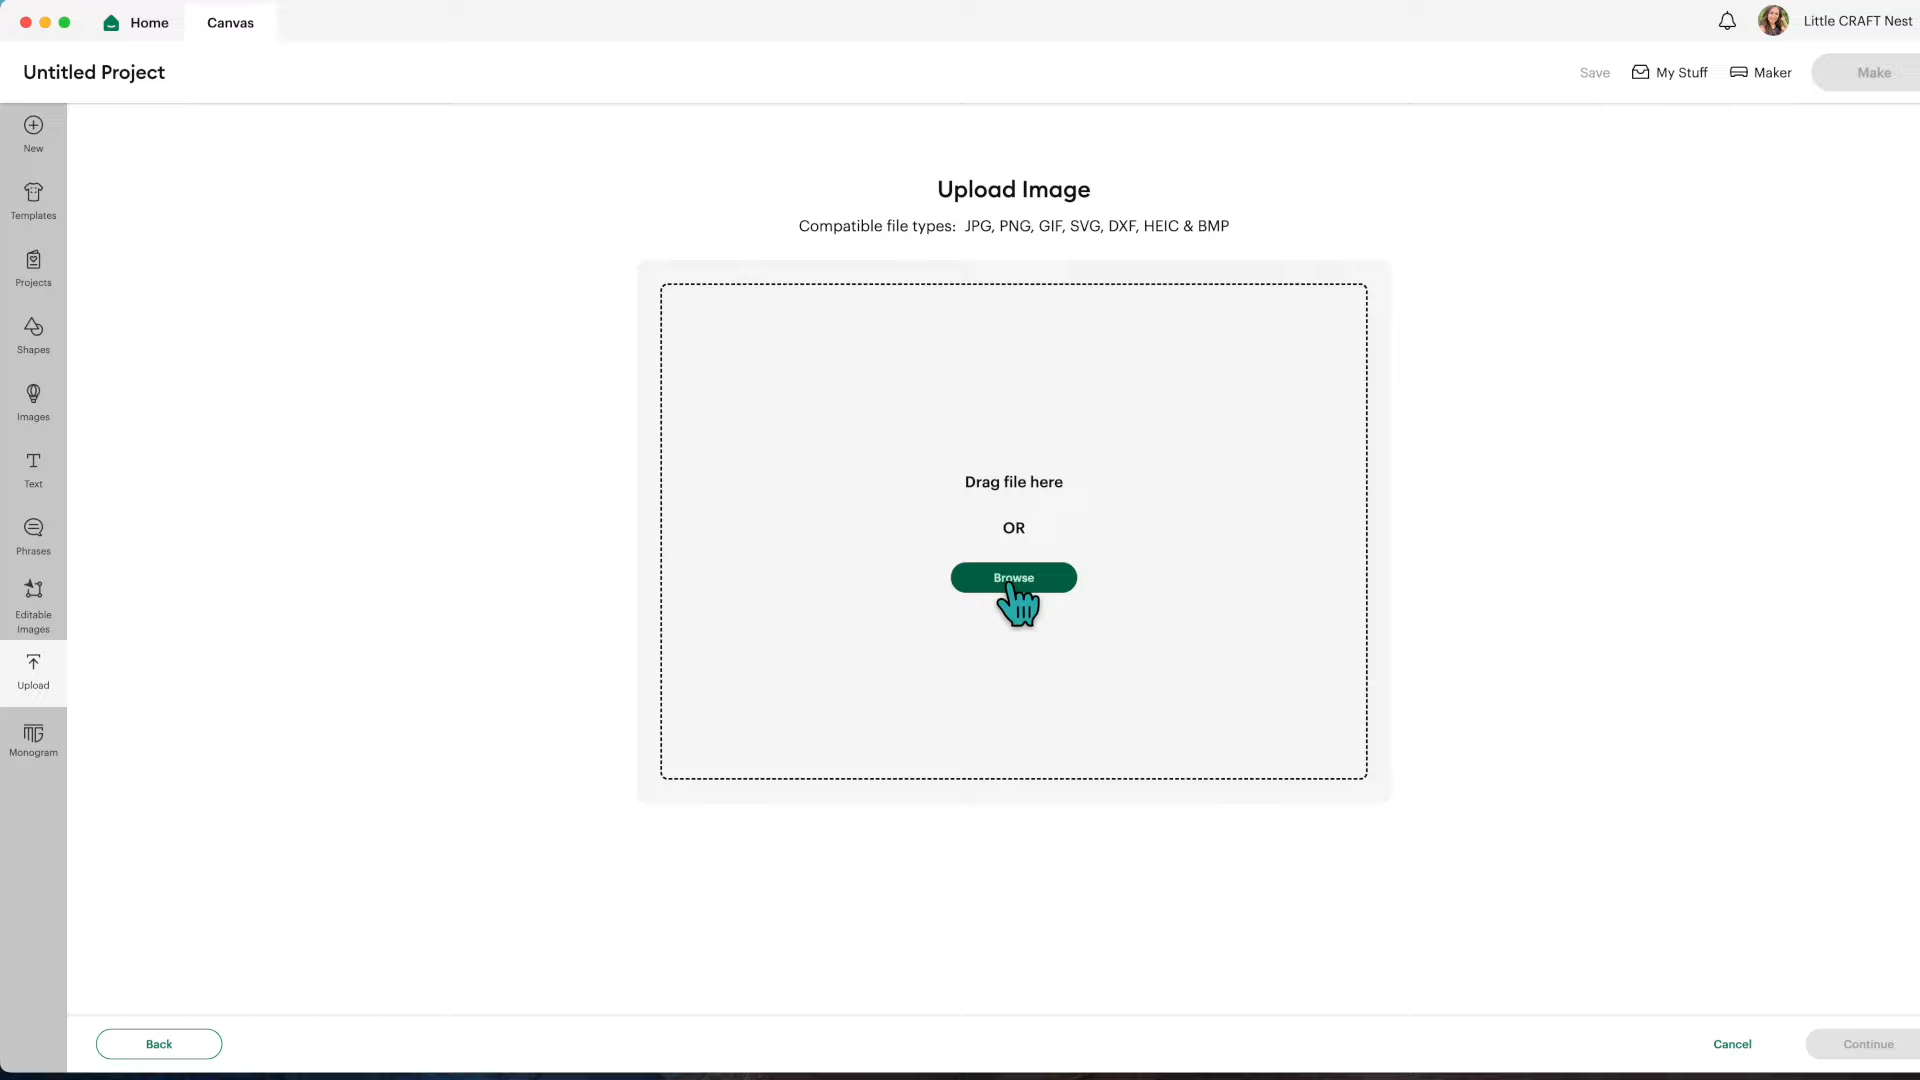 Home
Canvas
Little CRAFT Nest
Untitled Project
Save
My Stuff
Maker
Make
New
Templates
Projects
Shapes
Images
Text
Phrases
Editable
Images
Upload
Monogram
Upload Image
Compatible file types: JPG, PNG, GIF, SVG, DXF, HEIC & BMP
Drag file here
OR
Browse
Back
Cancel
Continue